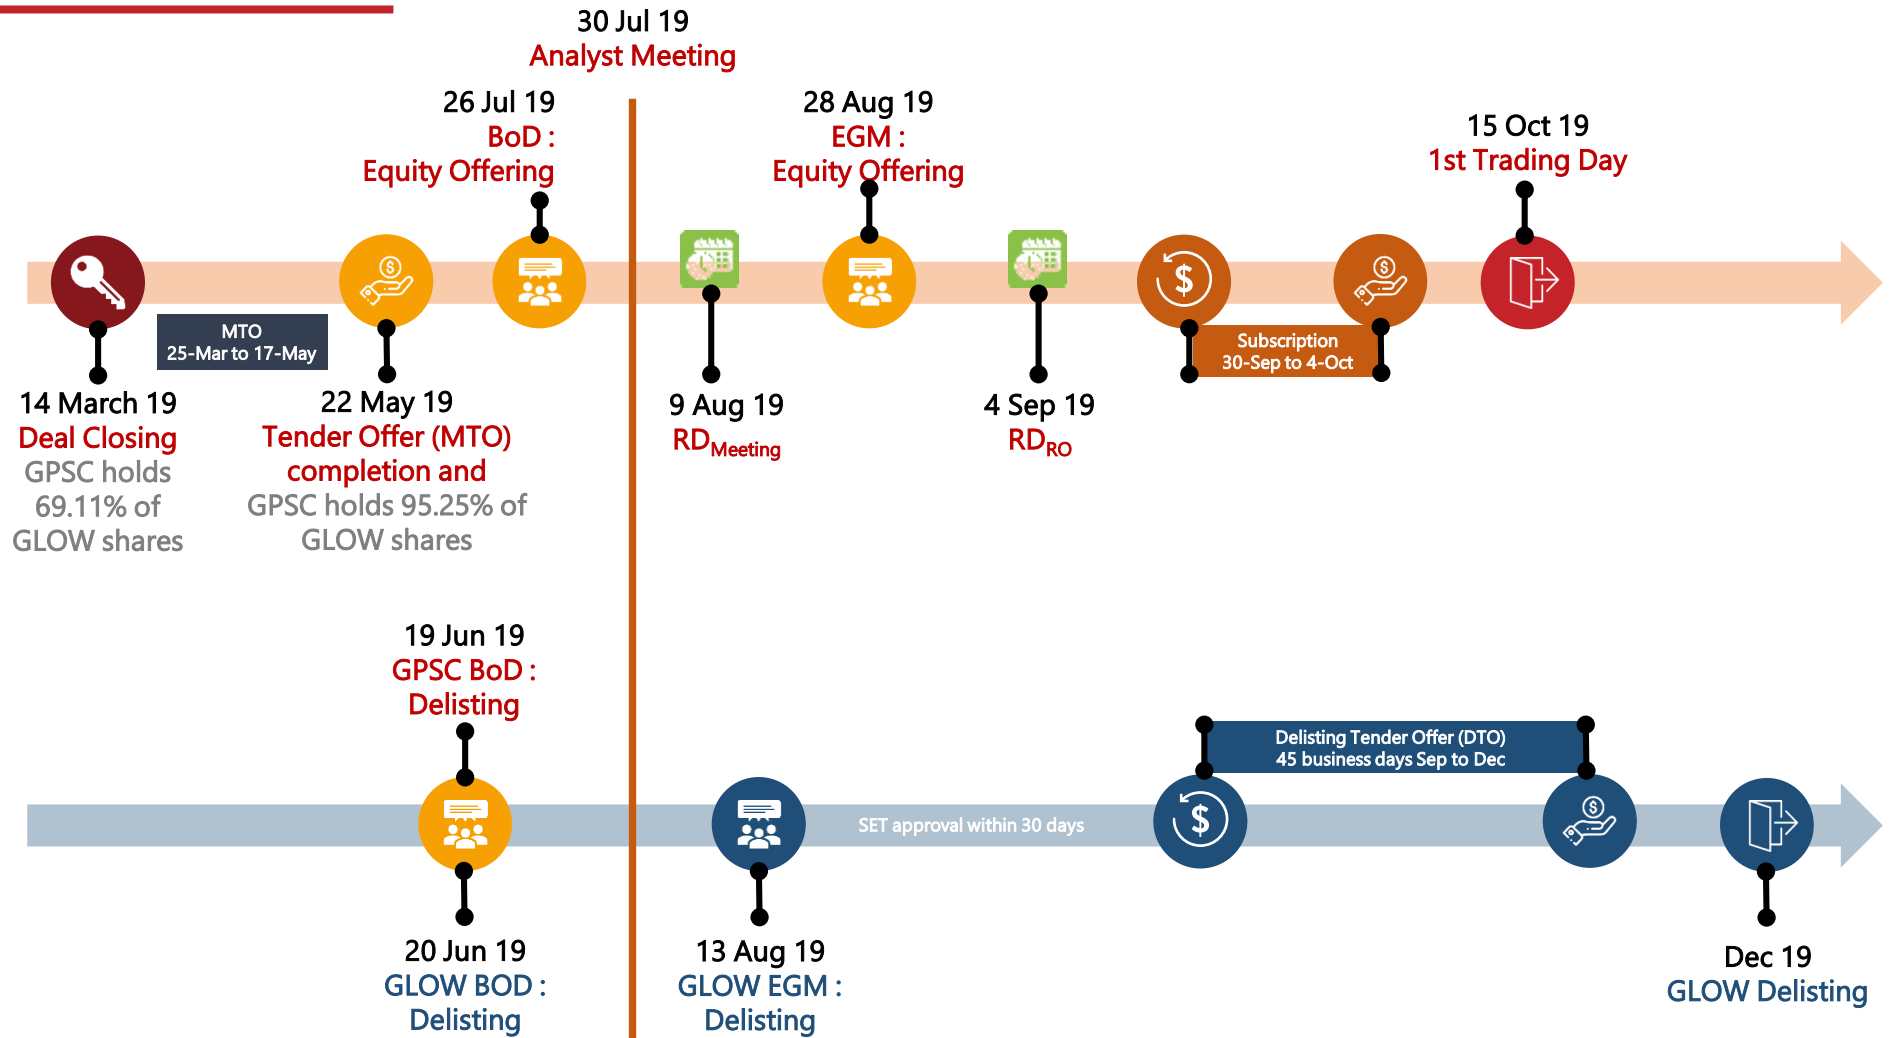 30 Jul 19
Analyst Meeting
26 Jul 19
BoD :
Equity Offering
28 Aug 19
EGM :
Equity Offering
15 Oct 19
1st Trading Day
MTO
25-Mar to 17-May
Subscription
30-Sep to 4-Oct
14 March 19
Deal Closing
GPSC holds
69.11% of
GLOW shares
22 May 19
Tender Offer (MTO)
completion and
GPSC holds 95.25% of
GLOW shares
9 Aug 19
RDMeeting
4 Sep 19
RDRO
19 Jun 19
GPSC BoD :
Delisting
Delisting Tender Offer (DTO)
45 business days Sep to Dec
SET approval within 30 days
20 Jun 19
GLOW BOD :
Delisting
13 Aug 19
GLOW EGM :
Delisting
Dec 19
GLOW Delisting